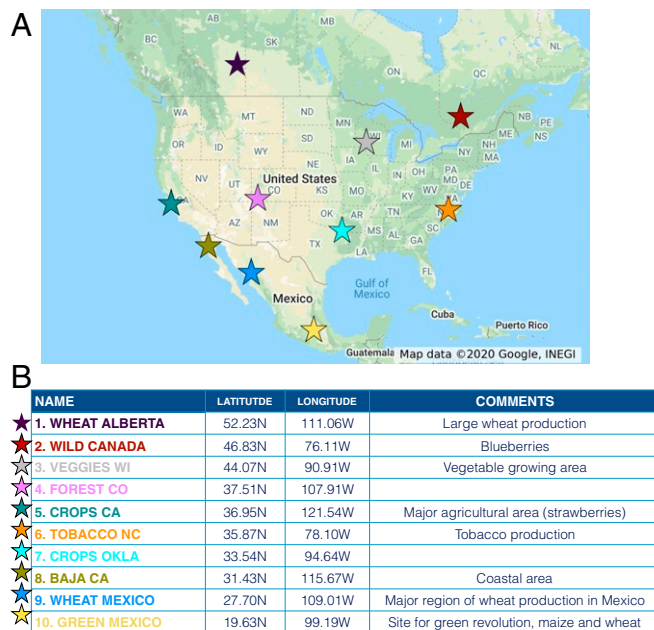 A
AB
MB
BC
SK
NL
ON
QC
WA
MT
ND
MN
WI
NB
PE
NS
OR
ID
SD
MI
ME
NH
NY
MA
WY
NE
IA
IL
IN
OH
PA
MD
DE
NV
UT
United States
CO
KS
MO
KY
WV
VA
CA
AZ
NM
OK
AR
TN
NC
SC
TX
MS
AL
GA
LA
FL
Gulf of
Mexico
Mexico
Cuba
Puerto Rico
Guatemala
Map data ©2020 Google, INEGI
B
NAME LATITUTDE LONGITUDE COMMENTS
1. WHEAT ALBERTA 52.23N 111.06W Large wheat production
2. WILD CANADA 46.83N 76.11W Blueberries
3. VEGGIES WI 44.07N 90.91W Vegetable growing area
4. FOREST CO 37.51N 107.91W
5. CROPS CA 36.95N 121.54W Major agricultural area (strawberries)
6. TOBACCO NC 35.87N 78.10W Tobacco production
7. CROPS OKLA 33.54N 94.64W
8. BAJA CA 31.43N 115.67W Coastal area
9. WHEAT MEXICO 27.70N 109.01W Major region of wheat production in Mexico
10. GREEN MEXICO 19.63N 99.19W Site for green revolution, maize and wheat